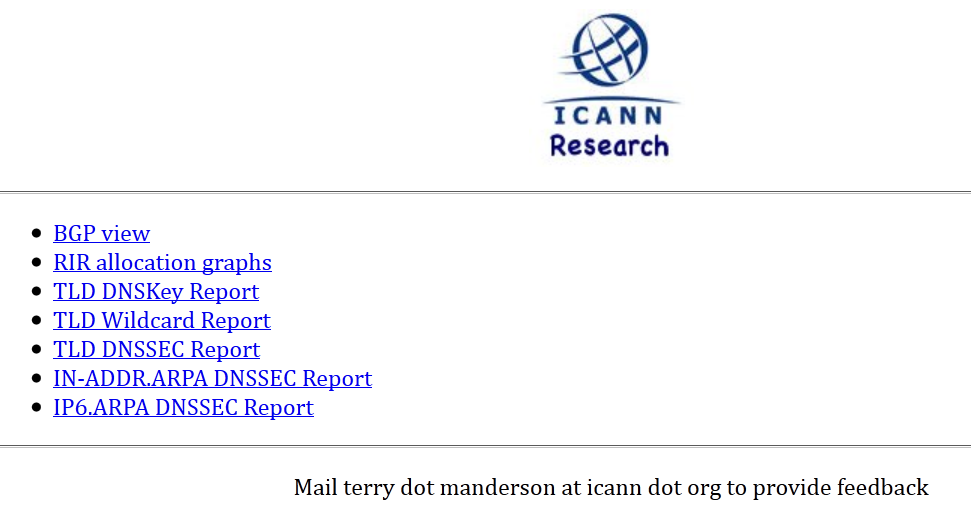 ICANN
Research
BGP view
RIR allocation graphs
TLD DNSKey Report
TLD Wildcard Report
TLD DNSSEC Report
IN-ADDR.ARPA DNSSEC Report
IP6.ARPA DNSSEC Report
Mail terry dot manderson at icann dot org to provide feedback